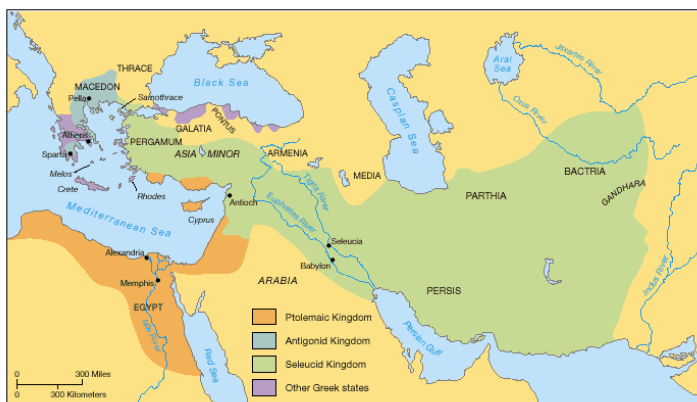 THRACE
MACEDON
Pella
Samothrace
Black Sea
Caspian Sea
Aral
Sea
Jaxartes River
Oxus River
PONTUS
GALATIA
Athens
PERGAMUM
ASIA MINOR
ARMENIA
Sparta
MEDIA
BACTRIA
PARTHIA
GANDHARA
Melos
Crete
Rhodes
Cyprus
Antioch
Tigris River
Euphrates River
Mediterranean Sea
Seleucia
Babylon
Alexandria
Memphis
ARABIA
PERSIS
Indus River
EGYPT
Nile River
Red Sea
Persian Gulf
Ptolemaic Kingdom
Antigonid Kingdom
Seleucid Kingdom
Other Greek states
0 300 Miles
0 300 Kilometers